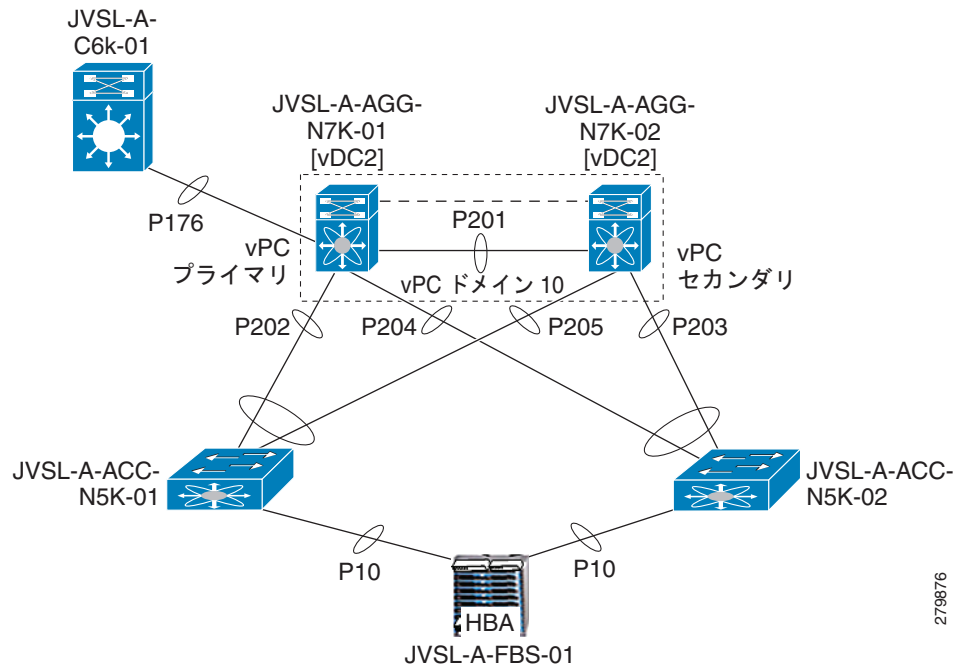 JVSL-A-
C6k-01
JVSL-A-AGG-
N7K-01
[vDC2]
JVSL-A-AGG-
N7K-02
[vDC2]
P176
P201
vPC
プライマリ
vPC ドメイン 10
vPC
セカンダリ
P202
P204
P205
P203
JVSL-A-ACC-
N5K-01
JVSL-A-ACC-
N5K-02
P10
P10
HBA
JVSL-A-FBS-01
279876